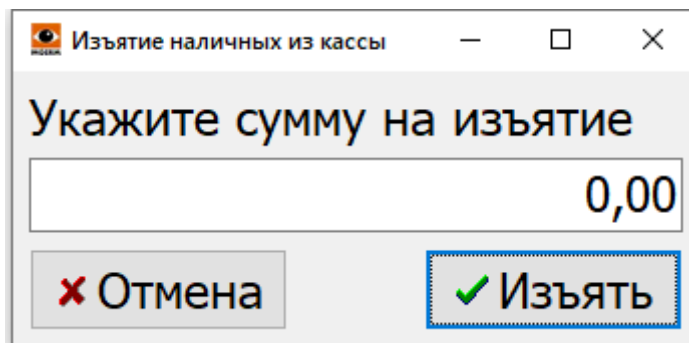 Изъятие наличных из кассы
Укажите сумму на изъятие
0,00
Отмена
Изъять